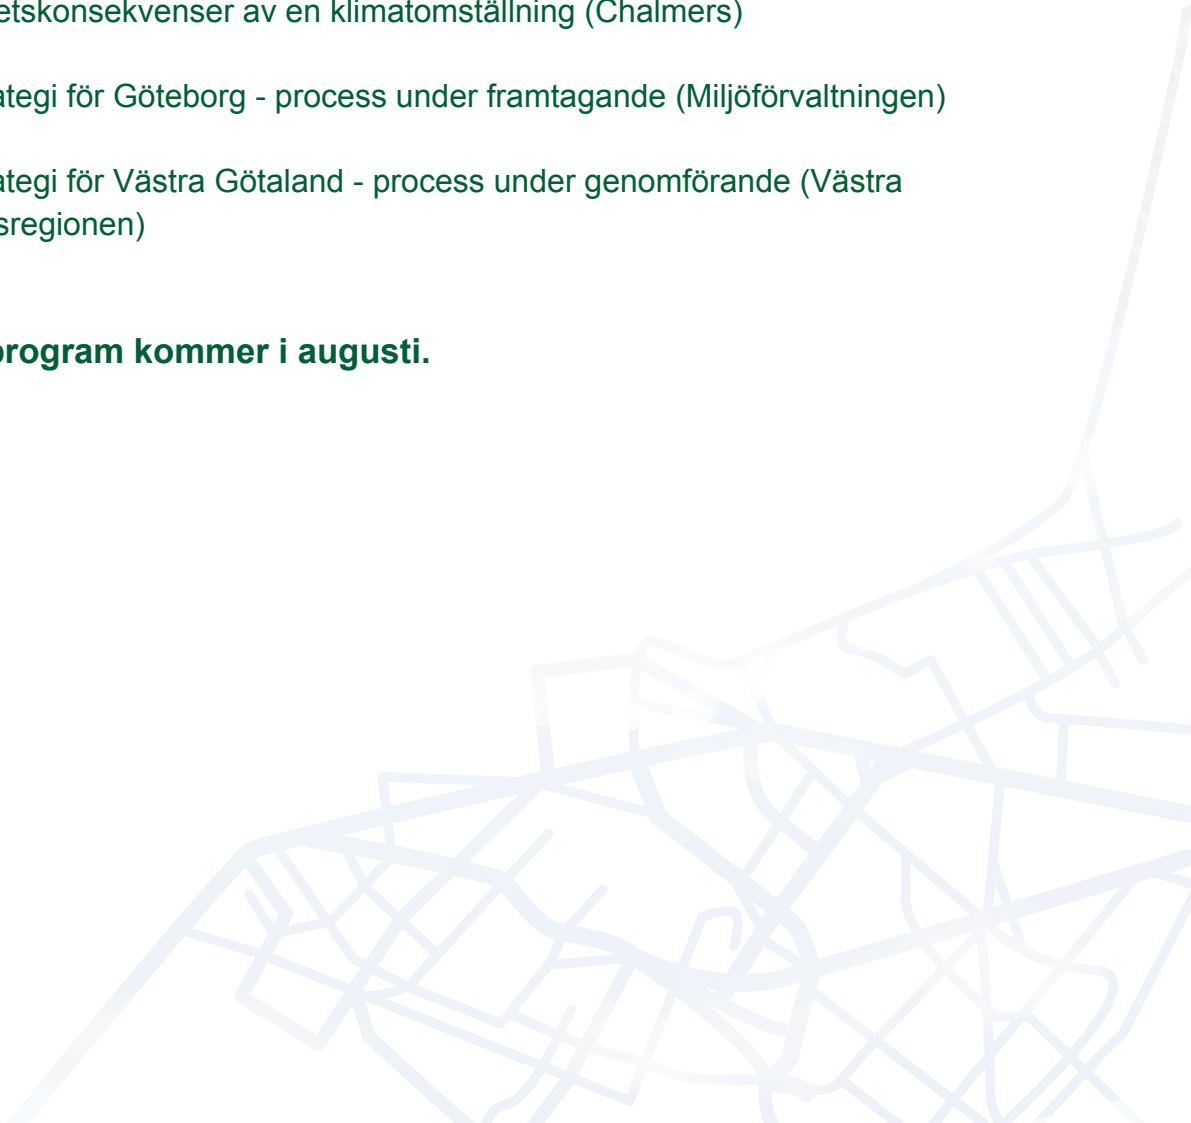 etskonsekvenser av en klimatomställning (Chalmers)
ategi för Göteborg - process under framtagande (Miljöförvaltningen)
ategi för Västra Götaland - process under genomförande (Västra
sregionen)
program kommer i augusti.